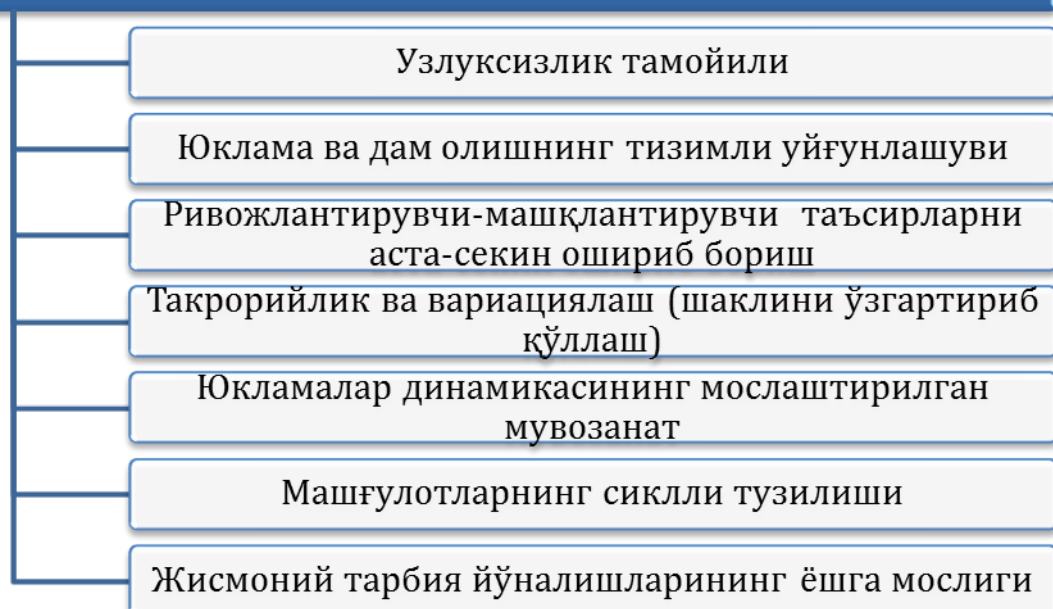 Узлуксизлик тамойили
Юклама ва дам олишнинг тизимли уйғунлашуви
Ривожлантирувчи-машқлантирувчи таъсирларни
аста-секин ошириб бориш
Такрорийлик ва вариациялаш (шаклини ўзгартириб
қўллаш)
Юкламалар динамикасининг мослаштирилган
мувозанат
Машғулотларнинг сиклли тузилиши
Жисмоний тарбия йўналишларининг ёшга мослиги